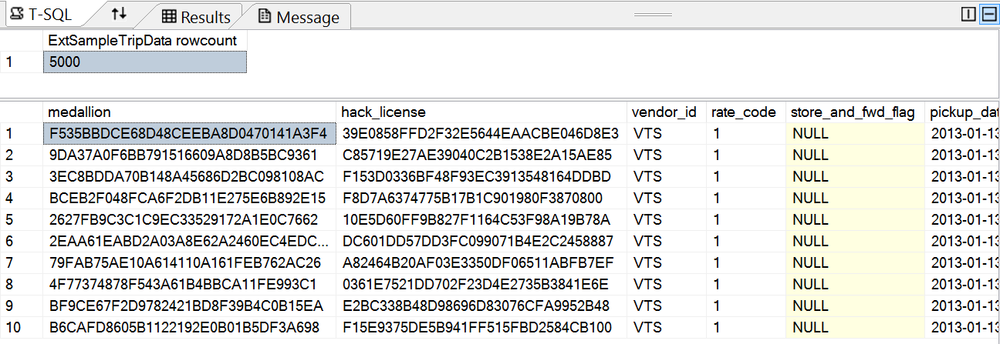 T-SQL Results Message
ExtSampleTripData rowcount
1 5000
medallion hack_license vendor_id rate_code store_and_fwd_flag pickup_dat
1 F535BBDCE68D48CEEBA8D0470141A3F4 39E0858FFD2F32E5644EAACBE046D8E3 VTS 1 NULL 2013-01-13
2 9DA37A0F6BB791516609A8D8B5BC9361 C85719E27AE39040C2B1538E2A15AE85 VTS 1 NULL 2013-01-13
3 3EC8BDDA70B148A45686D2BC098108AC F153D0336BF48F93EC3913548164DDBD VTS 1 NULL 2013-01-13
4 BCEB2F048FCA6F2DB11E275E6B892E15 F8D7A6374775B17B1C901980F3870800 VTS 1 NULL 2013-01-13
5 2627FB9C3C1C9EC33529172A1E0C7662 10E5D60FF9B827F1164C53F98A19B78A VTS 1 NULL 2013-01-13
6 2EAA61EABD2A03A8E62A2460EC4EDC... DC601DD57DD3FC099071B4E2C2458887 VTS 1 NULL 2013-01-13
7 79FAB75AE10A614110A161FEB762AC26 A82464B20AF03E3350DF06511ABFB7EF VTS 1 NULL 2013-01-13
8 4F77374878F543A61B4BBCA11FE993C1 0361E7521DD702F23D4E2735B3841E6E VTS 1 NULL 2013-01-13
9 BF9CE67F2D9782421BD8F39B4C0B15EA E2BC338B48D98696D83076CFA9952B48 VTS 1 NULL 2013-01-13
10 B6CAFD8605B1122192E0B01B5DF3A698 F15E9375DE5B941FF515FBD2584CB100 VTS 1 NULL 2013-01-13